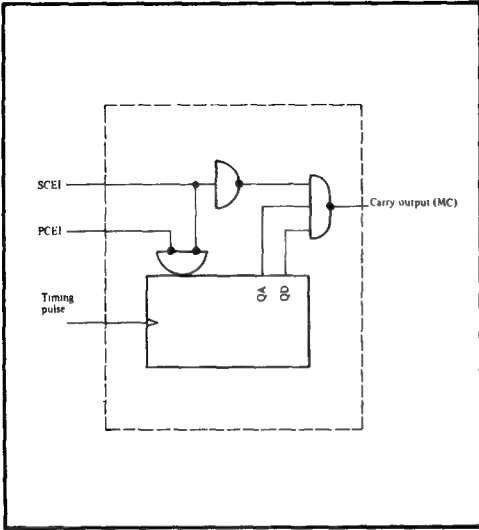 SCEI
PCEI
Timing
pulse
QA
QD
Carry output (MC)